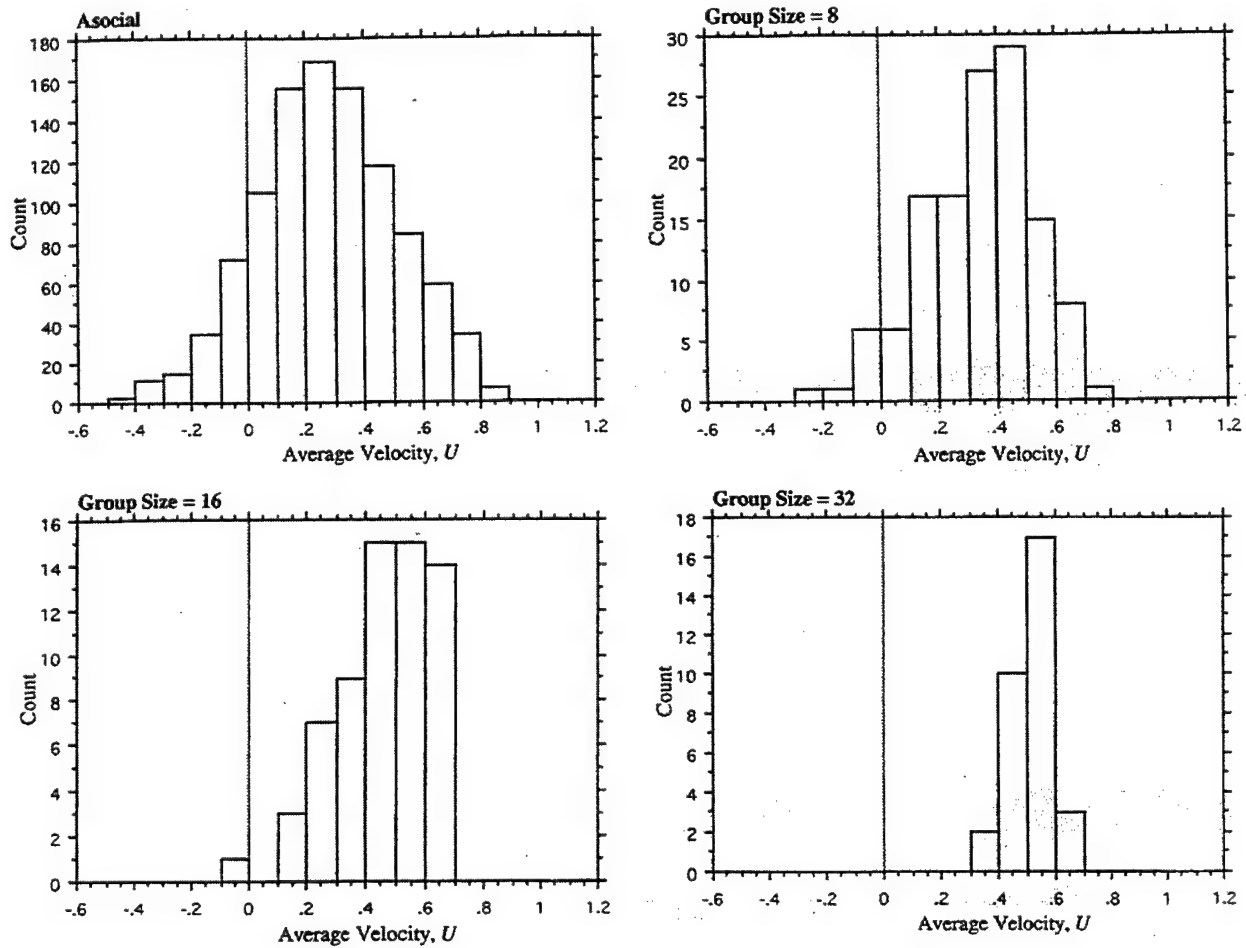 Asocial
180
160
140
120
100
80
60
40
20
0
Count
-.6 -.4 -.2 0 .2 .4 .6 .8 1 1.2
Average Velocity, U
Group Size = 8
30
25
20
15
10
5
0
Count
-.6 -.4 -.2 0 .2 .4 .6 .8 1 1.2
Average Velocity, U
Group Size = 16
16
14
12
10
8
6
4
2
0
Count
-.6 -.4 -.2 0 .2 .4 .6 .8 1 1.2
Average Velocity, U
Group Size = 32
18
16
14
12
10
8
6
4
2
0
Count
-.6 -.4 -.2 0 .2 .4 .6 .8 1 1.2
Average Velocity, U